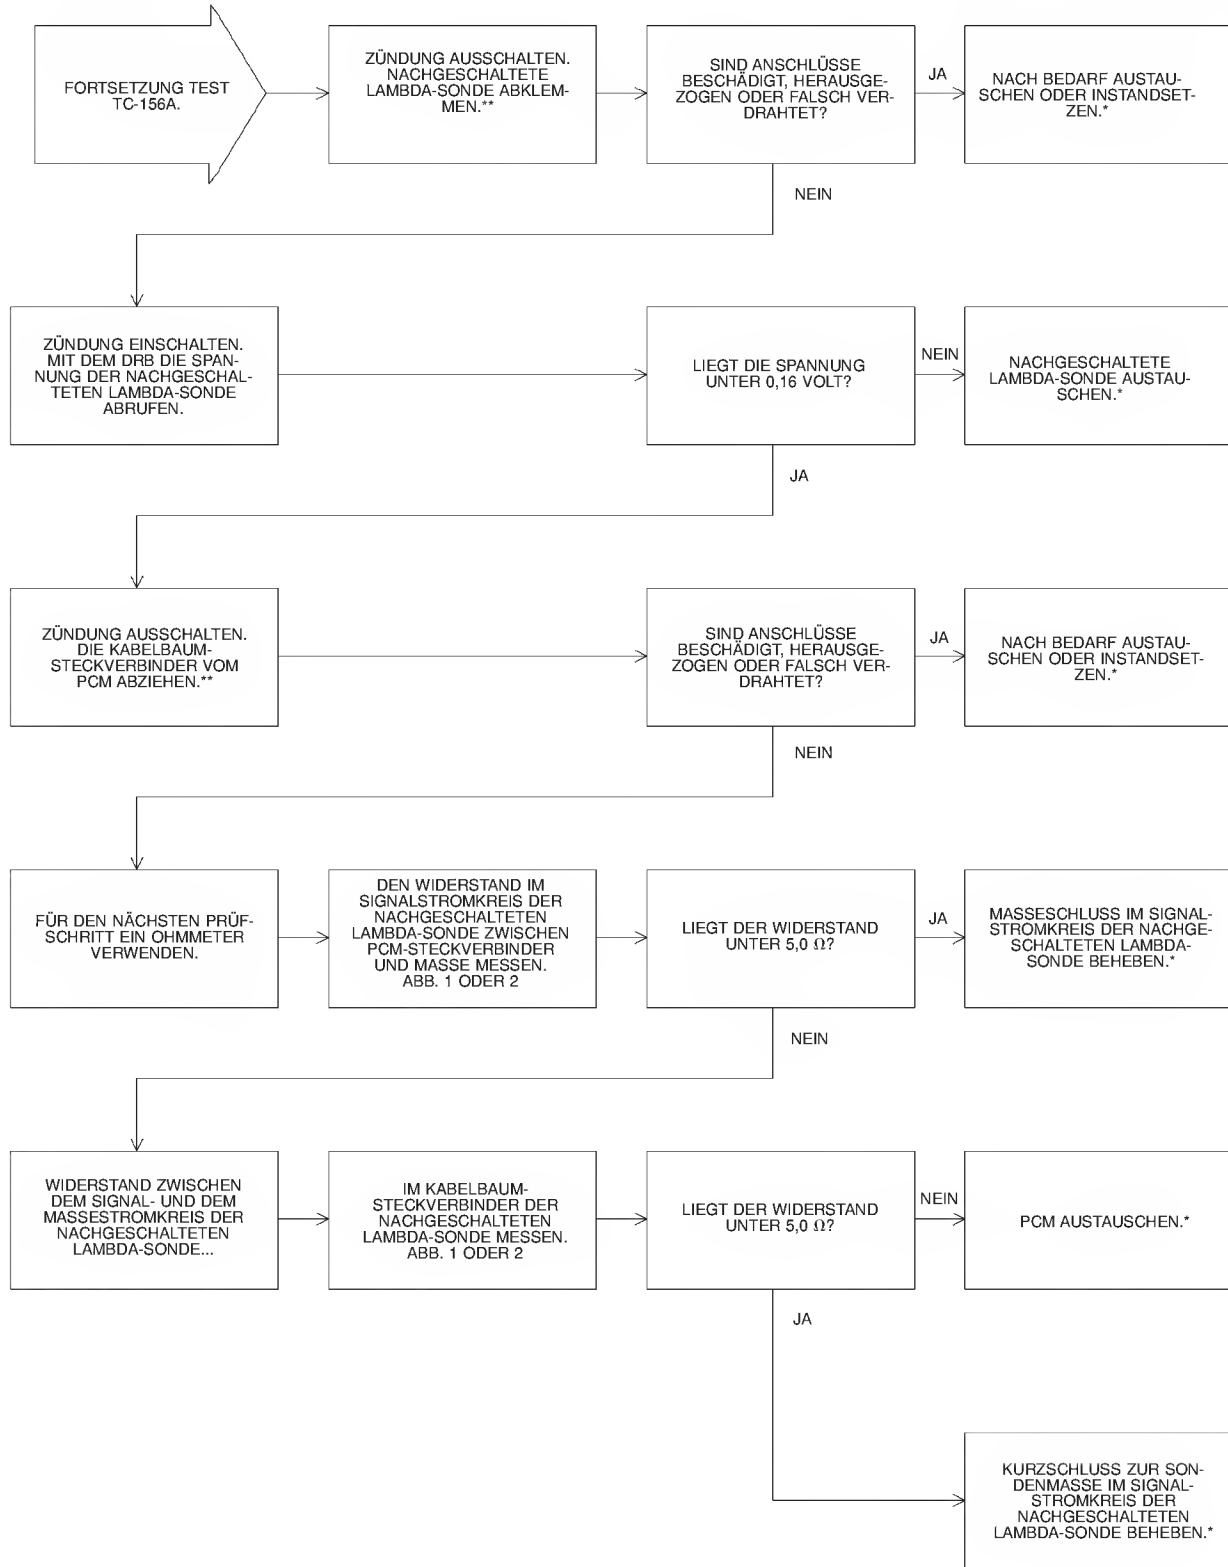 FORTSETZUNG TEST
TC-156A.
ZÜNDUNG AUSSCHALTEN.
NACHGESCHALTETE
LAMBDA-SONDE ABKLEM-
MEN.**
SIND ANSCHLÜSSE
BESCHÄDIGT, HERAUSGE-
ZOGEN ODER FALSCH VER-
DRAHTET?
JA
NACH BEDARF AUSTAU-
SCHEN ODER INSTANDSET-
ZEN.*
NEIN
ZÜNDUNG EINSCHALTEN.
MIT DEM DRB DIE SPAN-
NUNG DER NACHGESCHAL-
TETEN LAMBDA-SONDE
ABRUFEN.
LIEGT DIE SPANNUNG
UNTER 0,16 VOLT?
NEIN
NACHGESCHALTETE
LAMBDA-SONDE AUSTAU-
SCHEN.*
JA
ZÜNDUNG AUSSCHALTEN.
DIE KABELBAUM-
STECKVERBINDER VOM
PCM ABZIEHEN.**
SIND ANSCHLÜSSE
BESCHÄDIGT, HERAUSGE-
ZOGEN ODER FALSCH VER-
DRAHTET?
JA
NACH BEDARF AUSTAU-
SCHEN ODER INSTANDSET-
ZEN.*
NEIN
FÜR DEN NÄCHSTEN PRÜF-
SCHRITT EIN OHMMETER
VERWENDEN.
DEN WIDERSTAND IM
SIGNALSTROMKREIS DER
NACHGESCHALTETEN
LAMBDA-SONDE ZWISCHEN
PCM-STECKVERBINDER
UND MASSE MESSEN.
ABB. 1 ODER 2
LIEGT DER WIDERSTAND
UNTER 5,0 Ω?
JA
MASSESCHLUSS IM SIGNAL-
STROMKREIS DER NACHGE-
SCHALTETEN LAMBDA-
SONDE BEHEBEN.*
NEIN
WIDERSTAND ZWISCHEN
DEM SIGNAL- UND DEM
MASSESTROMKREIS DER
NACHGESCHALTETEN
LAMBDA-SONDE...
IM KABELBAUM-
STECKVERBINDER DER
NACHGESCHALTETEN
LAMBDA-SONDE MESSEN.
ABB. 1 ODER 2
LIEGT DER WIDERSTAND
UNTER 5,0 Ω?
NEIN
PCM AUSTAUSCHEN.*
JA
KURZSCHLUSS ZUR SON-
DENMASSE IM SIGNAL-
STROMKREIS DER
NACHGESCHALTETEN
LAMBDA-SONDE BEHEBEN.*